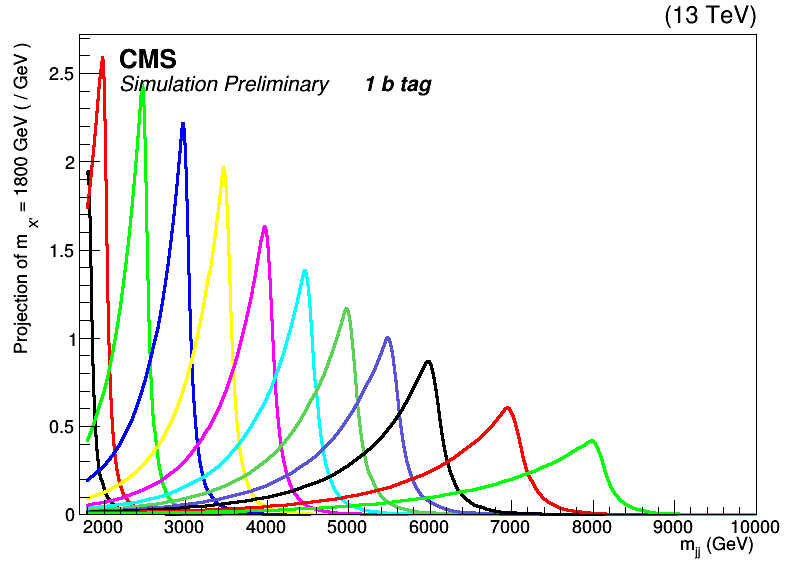 (13 TeV)
CMS
Simulation Preliminary 1 b tag
Projection of m_X' = 1800 GeV ( / GeV )
2.5
2
1.5
1
0.5
0
2000 3000 4000 5000 6000 7000 8000 9000 10000
m_jj (GeV)